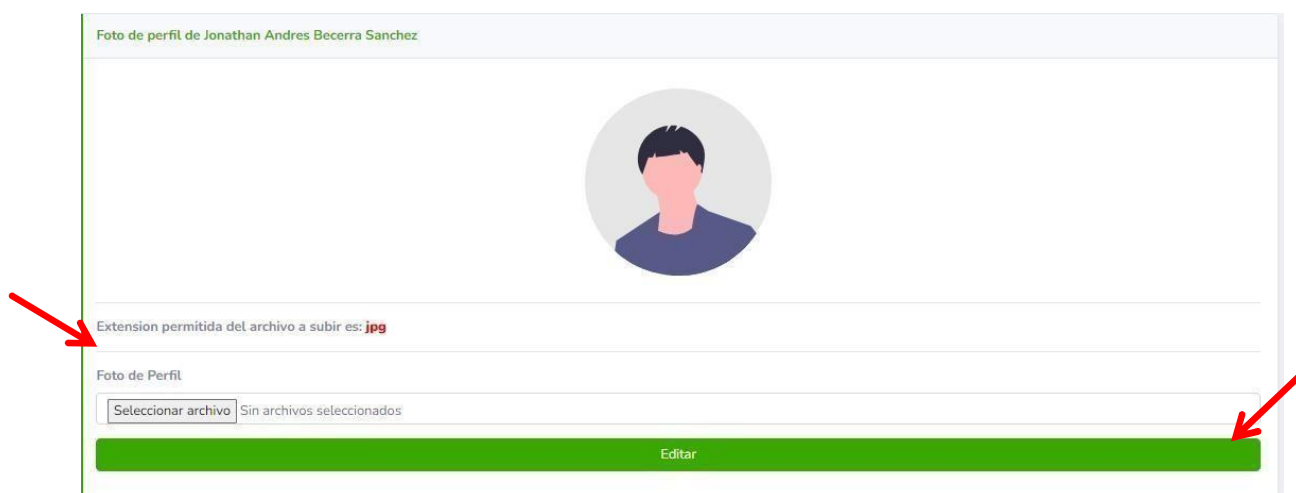 Foto de perfil de Jonathan Andres Becerra Sanchez
Extension permitida del archivo a subir es: jpg
Foto de Perfil
Seleccionar archivo Sin archivos seleccionados
Editar